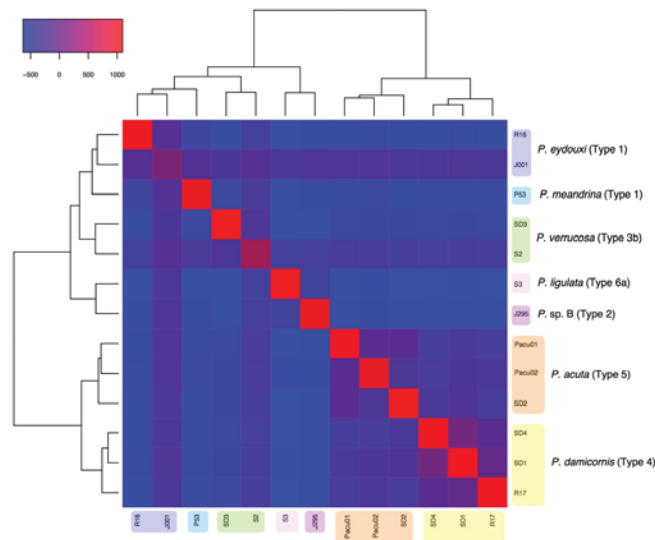 -500 0 500 1000
R16
P. eydouxi (Type 1)
J001
P53 P. meandrina (Type 1)
SD3
P. verrucosa (Type 3b)
S2
S3 P. ligulata (Type 6a)
J295 P. sp. B (Type 2)
Pacu01
Pacu02 P. acuta (Type 5)
SD2
SD4
SD1 P. damicornis (Type 4)
R17
R16 J001 P53 SD3 S2 S3 J295 Pacu01 Pacu02 SD2 SD4 SD1 R17